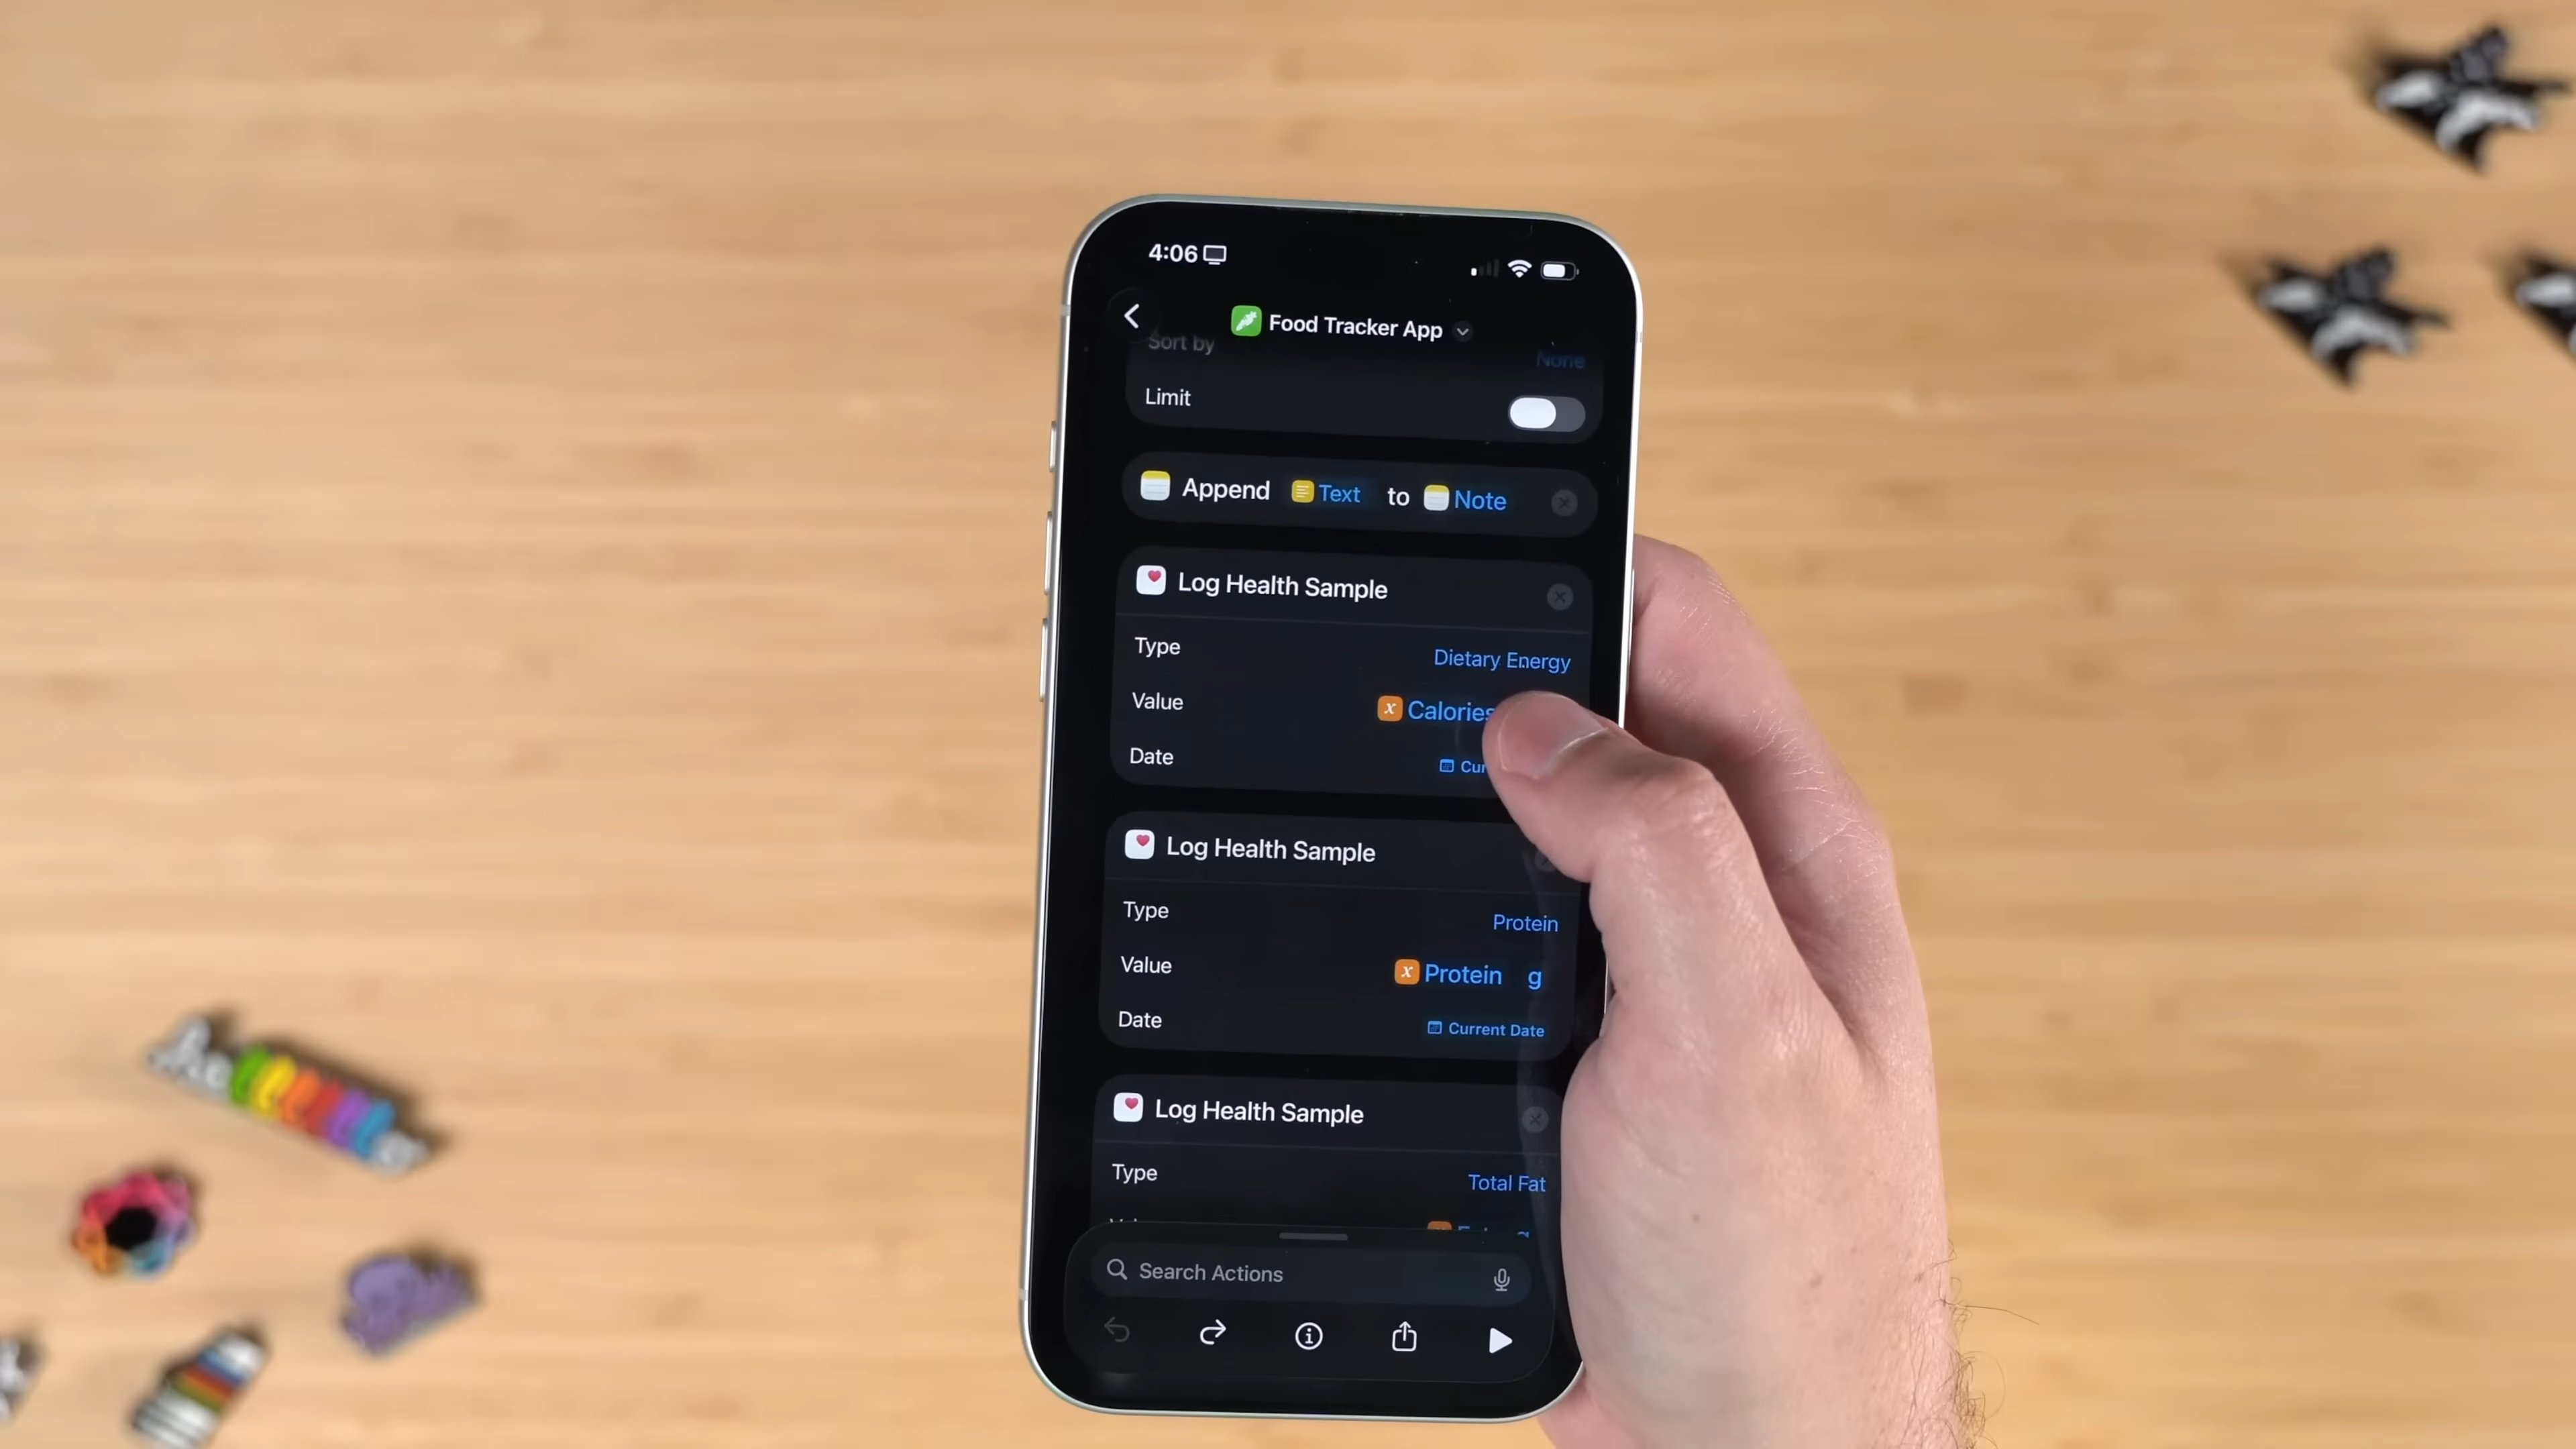 4:06
Food Tracker App
Sort by None
Limit
Append Text to Note
Log Health Sample
Type Dietary Energy
Value x Calories
Date
Log Health Sample
Type Protein
Value x Protein g
Date Current Date
Log Health Sample
Type Total Fat
Search Actions